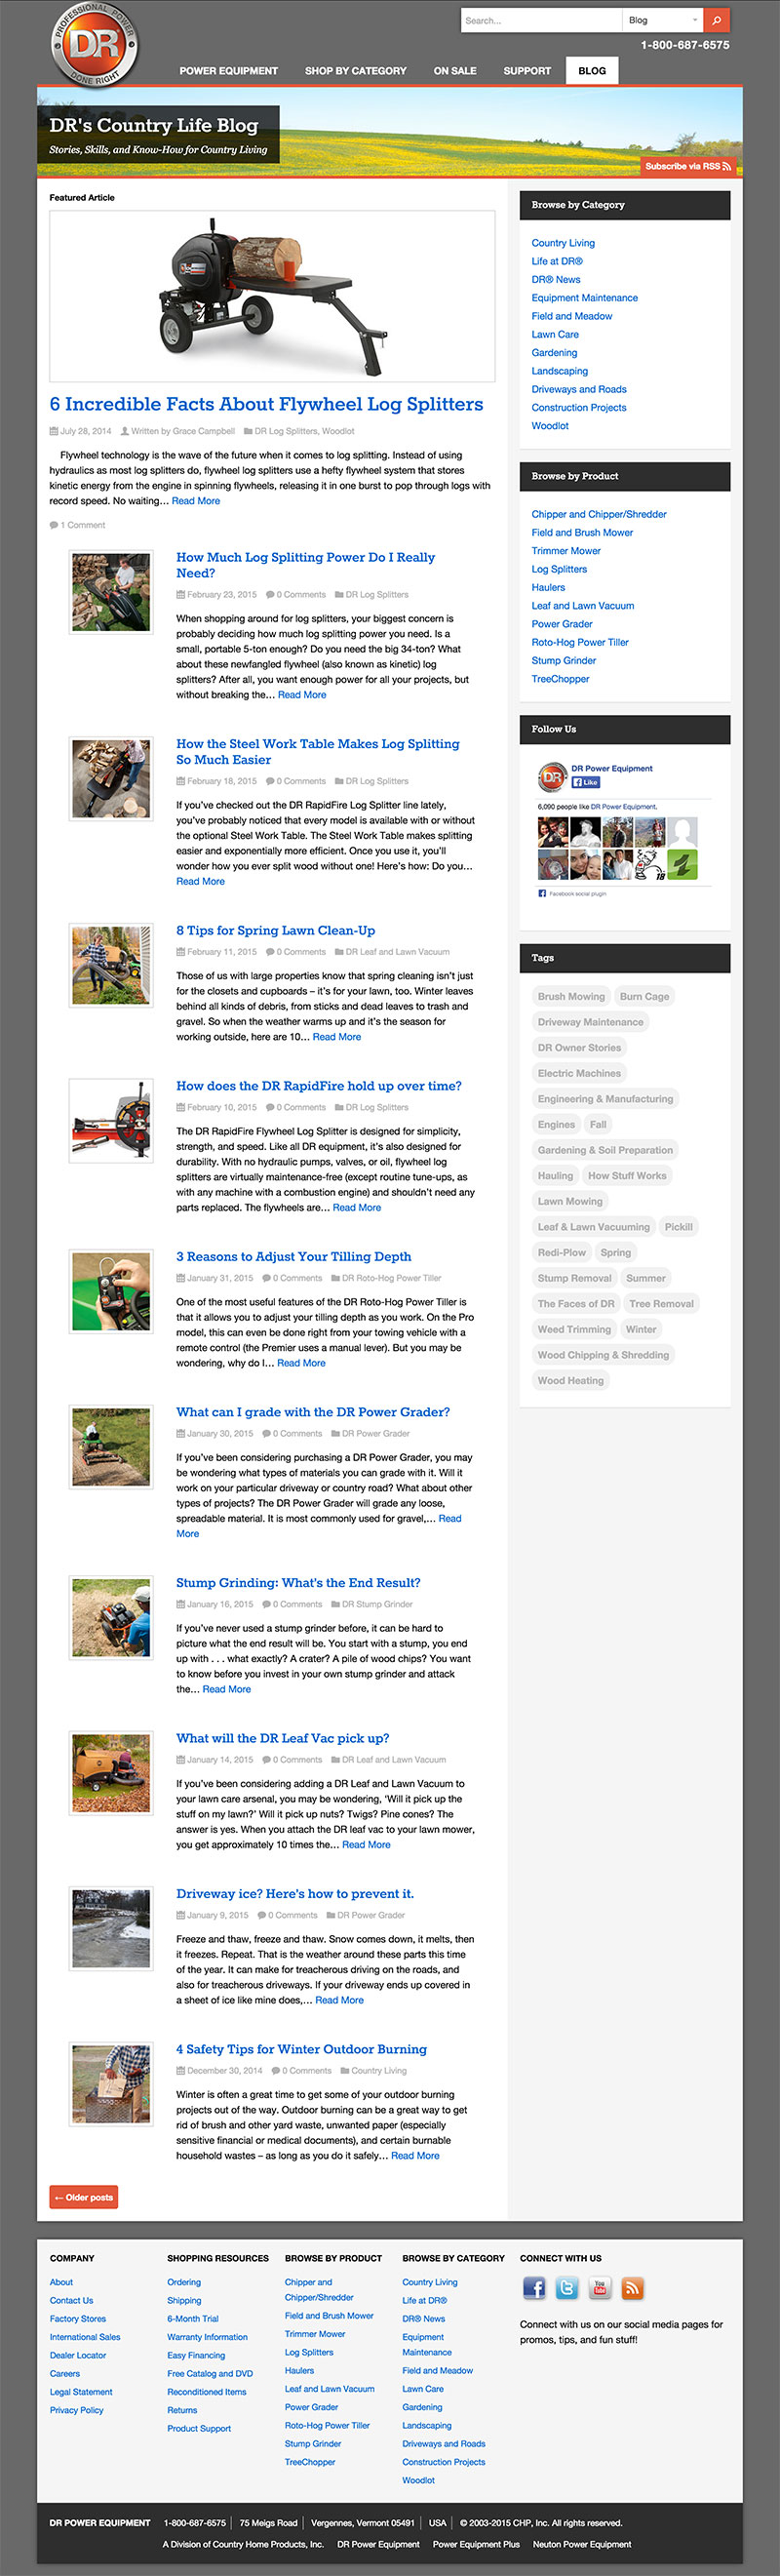 PROFESSIONAL POWER
DR
DONE RIGHT
Search...
Blog
1-800-687-6575
POWER EQUIPMENT
SHOP BY CATEGORY
ON SALE
SUPPORT
BLOG
DR's Country Life Blog
Stories, Skills, and Know-How for Country Living
Subscribe via RSS
Featured Article
6 Incredible Facts About Flywheel Log Splitters
July 28, 2014 Written by Grace Campbell DR Log Splitters, Woodlot
Flywheel technology is the wave of the future when it comes to log splitting. Instead of using
hydraulics as most log splitters do, flywheel log splitters use a hefty flywheel system that stores
kinetic energy from the engine in spinning flywheels, releasing it in one burst to pop through logs with
record speed. No waiting… Read More
1 Comment
How Much Log Splitting Power Do I Really
Need?
February 23, 2015 0 Comments DR Log Splitters
When shopping around for log splitters, your biggest concern is
probably deciding how much log splitting power you need. Is a
small, portable 5-ton enough? Do you need the big 34-ton? What
about these newfangled flywheel (also known as kinetic) log
splitters? After all, you want enough power for all your projects, but
without breaking the… Read More
How the Steel Work Table Makes Log Splitting
So Much Easier
February 18, 2015 0 Comments DR Log Splitters
If you've checked out the DR RapidFire Log Splitter line lately,
you've probably noticed that every model is available with or without
the optional Steel Work Table. The Steel Work Table makes splitting
easier and exponentially more efficient. Once you use it, you'll
wonder how you ever split wood without one! Here's how: Do you…
Read More
8 Tips for Spring Lawn Clean-Up
February 11, 2015 0 Comments DR Leaf and Lawn Vacuum
Those of us with large properties know that spring cleaning isn't just
for the closets and cupboards – it's for your lawn, too. Winter leaves
behind all kinds of debris, from sticks and dead leaves to trash and
gravel. So when the weather warms up and it's the season for
working outside, here are 10… Read More
How does the DR RapidFire hold up over time?
February 10, 2015 0 Comments DR Log Splitters
The DR RapidFire Flywheel Log Splitter is designed for simplicity,
strength, and speed. Like all DR equipment, it's also designed for
durability. With no hydraulic pumps, valves, or oil, flywheel log
splitters are virtually maintenance-free (except routine tune-ups, as
with any machine with a combustion engine) and shouldn't need any
parts replaced. The flywheels are… Read More
3 Reasons to Adjust Your Tilling Depth
January 31, 2015 0 Comments DR Roto-Hog Power Tiller
One of the most useful features of the DR Roto-Hog Power Tiller is
that it allows you to adjust your tilling depth as you work. On the Pro
model, this can even be done right from your towing vehicle with a
remote control (the Premier uses a manual lever). But you may be
wondering, why do I… Read More
What can I grade with the DR Power Grader?
January 30, 2015 0 Comments DR Power Grader
If you've been considering purchasing a DR Power Grader, you may
be wondering what types of materials you can grade with it. Will it
work on your particular driveway or country road? What about other
types of projects? The DR Power Grader will grade any loose,
spreadable material. It is most commonly used for gravel,… Read
More
Stump Grinding: What's the End Result?
January 16, 2015 0 Comments DR Stump Grinder
If you've never used a stump grinder before, it can be hard to
picture what the end result will be. You start with a stump, you end
up with . . . what exactly? A crater? A pile of wood chips? You want
to know before you invest in your own stump grinder and attack
the… Read More
What will the DR Leaf Vac pick up?
January 14, 2015 0 Comments DR Leaf and Lawn Vacuum
If you've been considering adding a DR Leaf and Lawn Vacuum to
your lawn care arsenal, you may be wondering, 'Will it pick up the
stuff on my lawn?' Will it pick up nuts? Twigs? Pine cones? The
answer is yes. When you attach the DR leaf vac to your lawn mower,
you get approximately 10 times the… Read More
Driveway ice? Here's how to prevent it.
January 9, 2015 0 Comments DR Power Grader
Freeze and thaw, freeze and thaw. Snow comes down, it melts, then
it freezes. Repeat. That is the weather around these parts this time
of the year. It can make for treacherous driving on the roads, and
also for treacherous driveways. If your driveway ends up covered in
a sheet of ice like mine does,… Read More
4 Safety Tips for Winter Outdoor Burning
December 30, 2014 0 Comments Country Living
Winter is often a great time to get some of your outdoor burning
projects out of the way. Outdoor burning can be a great way to get
rid of brush and other yard waste, unwanted paper (especially
sensitive financial or medical documents), and certain burnable
household wastes – as long as you do it safely… Read More
← Older posts
Browse by Category
Country Living
Life at DR®
DR® News
Equipment Maintenance
Field and Meadow
Lawn Care
Gardening
Landscaping
Driveways and Roads
Construction Projects
Woodlot
Browse by Product
Chipper and Chipper/Shredder
Field and Brush Mower
Trimmer Mower
Log Splitters
Haulers
Leaf and Lawn Vacuum
Power Grader
Roto-Hog Power Tiller
Stump Grinder
TreeChopper
Follow Us
DR
DR Power Equipment
Like
6,090 people like DR Power Equipment.
18
Facebook social plugin
Tags
Brush Mowing Burn Cage
Driveway Maintenance
DR Owner Stories
Electric Machines
Engineering & Manufacturing
Engines Fall
Gardening & Soil Preparation
Hauling How Stuff Works
Lawn Mowing
Leaf & Lawn Vacuuming Pickill
Redi-Plow Spring
Stump Removal Summer
The Faces of DR Tree Removal
Weed Trimming Winter
Wood Chipping & Shredding
Wood Heating
COMPANY
About
Contact Us
Factory Stores
International Sales
Dealer Locator
Careers
Legal Statement
Privacy Policy
SHOPPING RESOURCES
Ordering
Shipping
6-Month Trial
Warranty Information
Easy Financing
Free Catalog and DVD
Reconditioned Items
Returns
Product Support
BROWSE BY PRODUCT
Chipper and
Chipper/Shredder
Field and Brush Mower
Trimmer Mower
Log Splitters
Haulers
Leaf and Lawn Vacuum
Power Grader
Roto-Hog Power Tiller
Stump Grinder
TreeChopper
BROWSE BY CATEGORY
Country Living
Life at DR®
DR® News
Equipment
Maintenance
Field and Meadow
Lawn Care
Gardening
Landscaping
Driveways and Roads
Construction Projects
Woodlot
CONNECT WITH US
You Tube
Connect with us on our social media pages for
promos, tips, and fun stuff!
DR POWER EQUIPMENT 1-800-687-6575 | 75 Meigs Road | Vergennes, Vermont 05491 | USA | © 2003-2015 CHP, Inc. All rights reserved.
A Division of Country Home Products, Inc. DR Power Equipment Power Equipment Plus Neuton Power Equipment